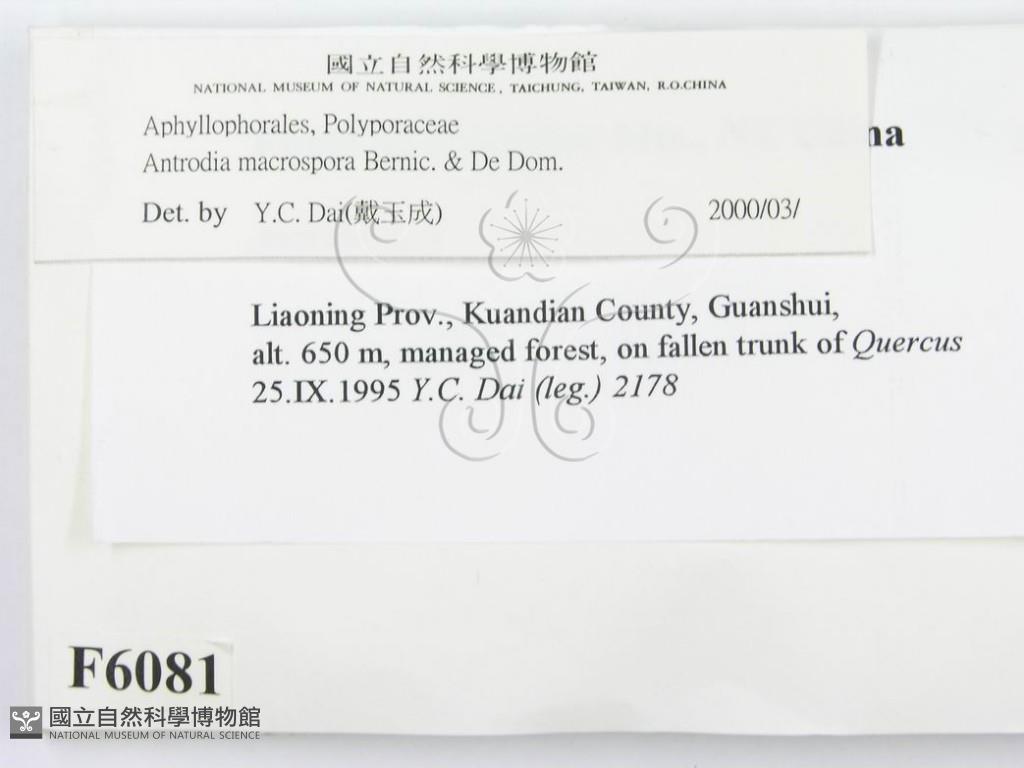 國立自然科學博物館
NATIONAL MUSEUM OF NATURAL SCIENCE, TAICHUNG, TAIWAN, R.O.CHINA
Aphyllophorales, Polyporaceae
Antrodia macrospora Bernic. & De Dom.
Det. by Y.C. Dai(戴玉成) 2000/03/
Liaoning Prov., Kuandian County, Guanshui,
alt. 650 m, managed forest, on fallen trunk of Quercus
25.IX.1995 Y.C. Dai (leg.) 2178
F6081
國立自然科學博物館
NATIONAL MUSEUM OF NATURAL SCIENCE